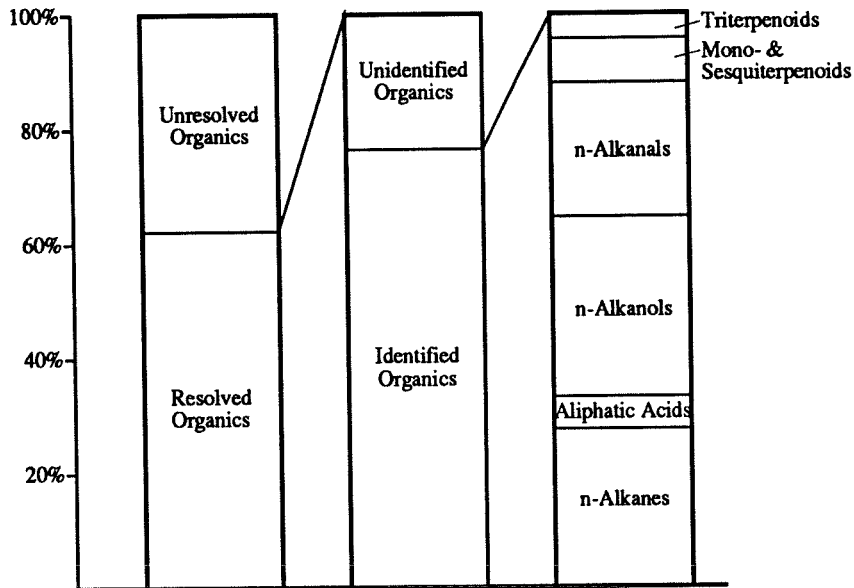 100%
80%
60%
40%
20%
Unresolved
Organics
Resolved
Organics
Unidentified
Organics
Identified
Organics
Triterpenoids
Mono- &
Sesquiterpenoids
n-Alkanals
n-Alkanols
Aliphatic Acids
n-Alkanes